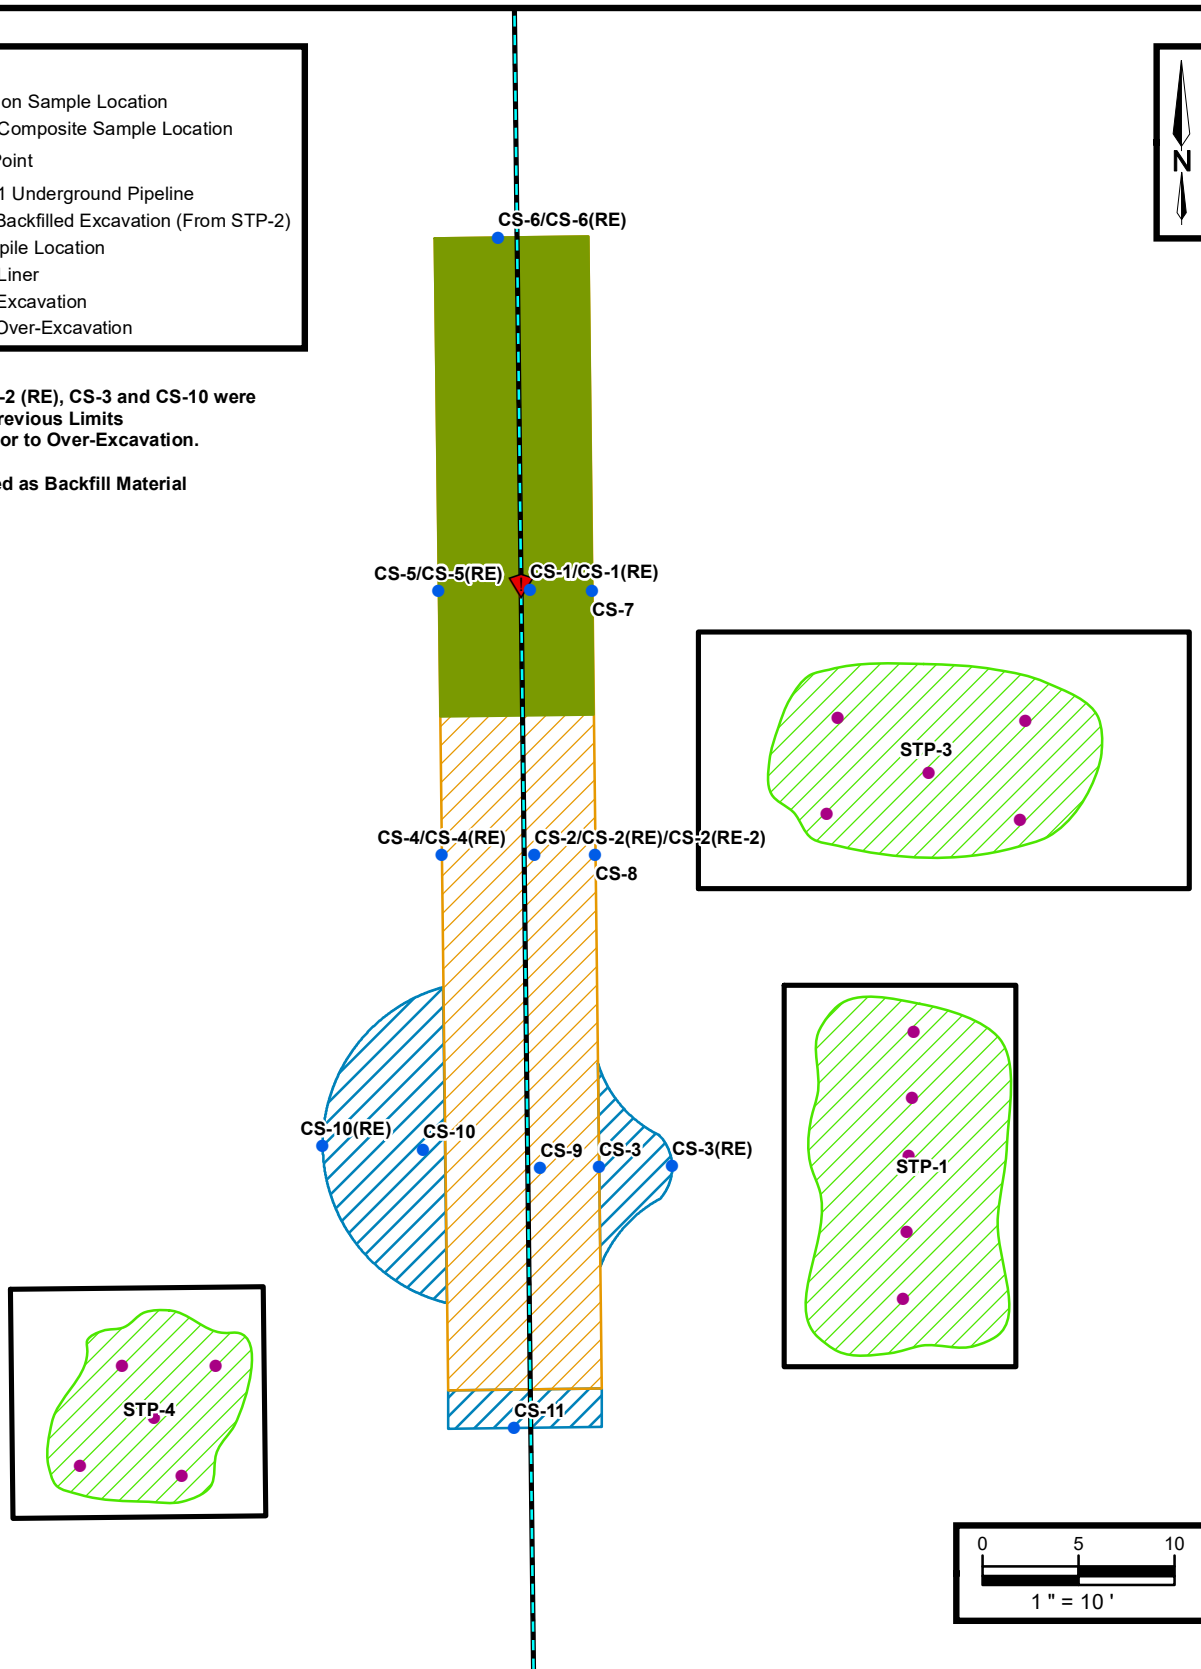 on Sample Location
Composite Sample Location
Point
1 Underground Pipeline
Backfilled Excavation (From STP-2)
pile Location
Liner
Excavation
Over-Excavation
-2 (RE), CS-3 and CS-10 were
revious Limits
or to Over-Excavation.
ed as Backfill Material
N
CS-6/CS-6(RE)
CS-5/CS-5(RE)
CS-1/CS-1(RE)
CS-7
STP-3
CS-4/CS-4(RE)
CS-2/CS-2(RE)/CS-2(RE-2)
CS-8
CS-10(RE)
CS-10
CS-9
CS-3
CS-3(RE)
STP-1
STP-4
CS-11
0 5 10
1 " = 10 '